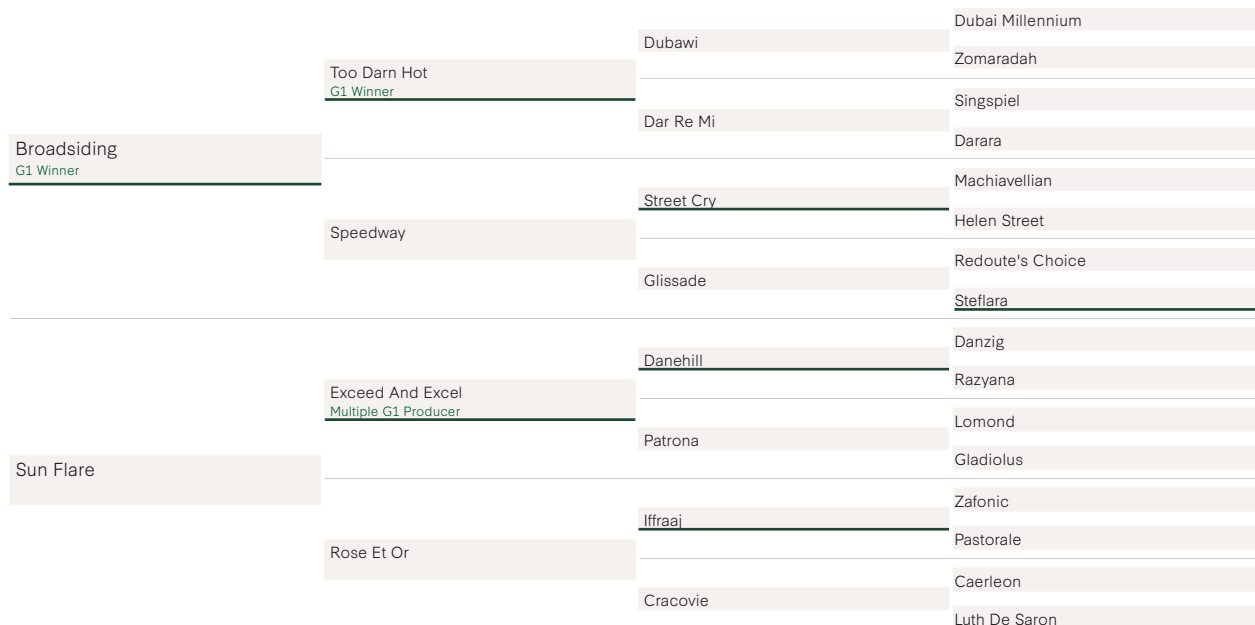 Broadsiding
G1 Winner
Too Darn Hot
G1 Winner
Dubawi
Dubai Millennium
Zomaradah
Dar Re Mi
Singspiel
Darara
Speedway
Street Cry
Machiavellian
Helen Street
Glissade
Redoute's Choice
Steflara
Sun Flare
Exceed And Excel
Multiple G1 Producer
Danehill
Danzig
Razyana
Patrona
Lomond
Gladiolus
Rose Et Or
Iffraaj
Zafonic
Pastorale
Cracovie
Caerleon
Luth De Saron